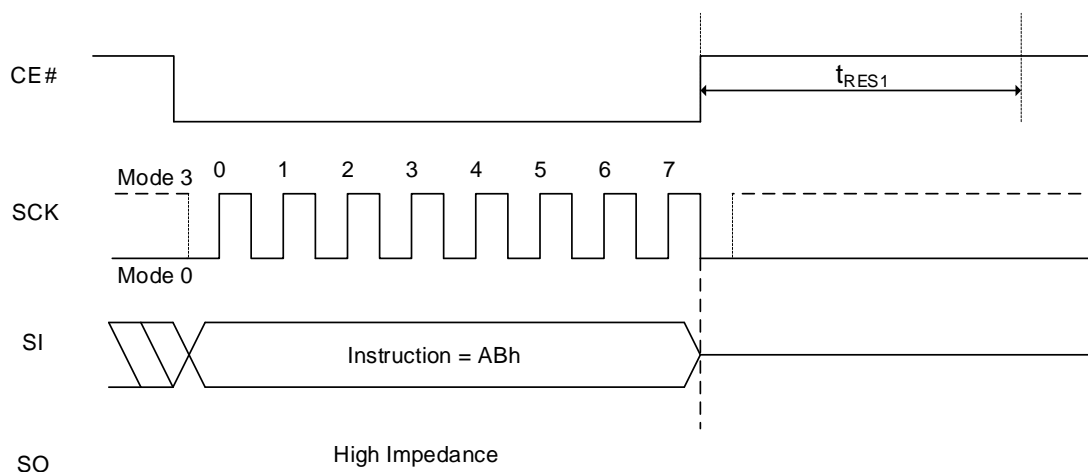 CE#
tRES1
0 1 2 3 4 5 6 7
Mode 3
SCK
Mode 0
SI
Instruction = ABh
High Impedance
SO